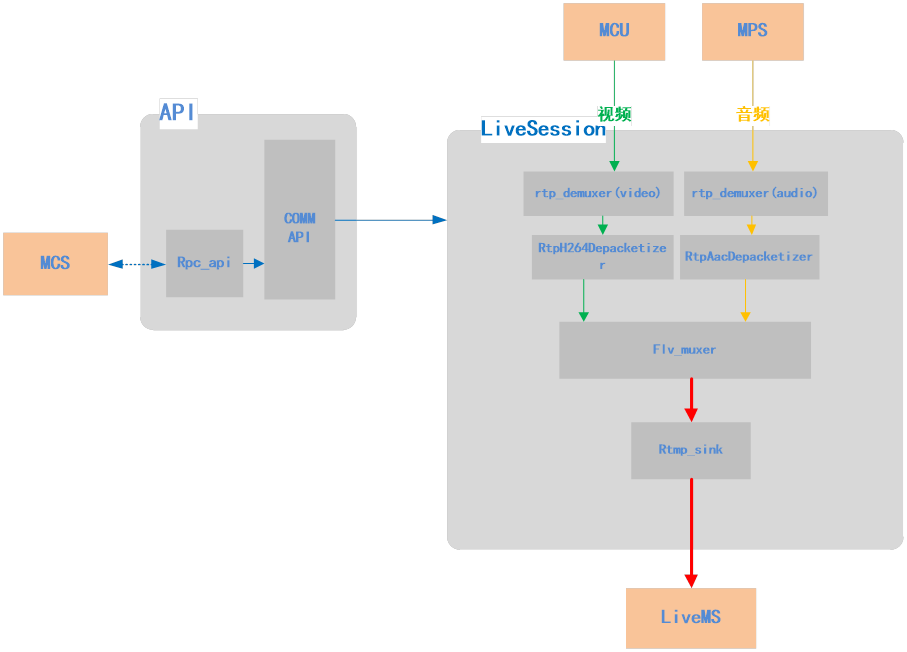 MCU
MPS
API
视频
音频
LiveSession
rtp_demuxer(video)
rtp_demuxer(audio)
COMM
API
RtpH264Depacketize
r
RtpAacDepacketizer
MCS
Rpc_api
Flv_muxer
Rtmp_sink
LiveMS